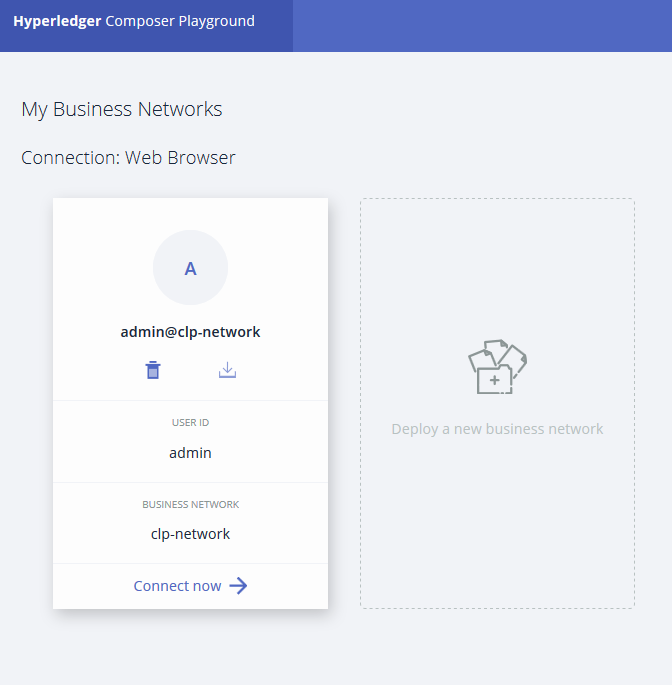 Hyperledger Composer Playground
My Business Networks
Connection: Web Browser
A
admin@clp-network
USER ID
admin
BUSINESS NETWORK
clp-network
Connect now
Deploy a new business network